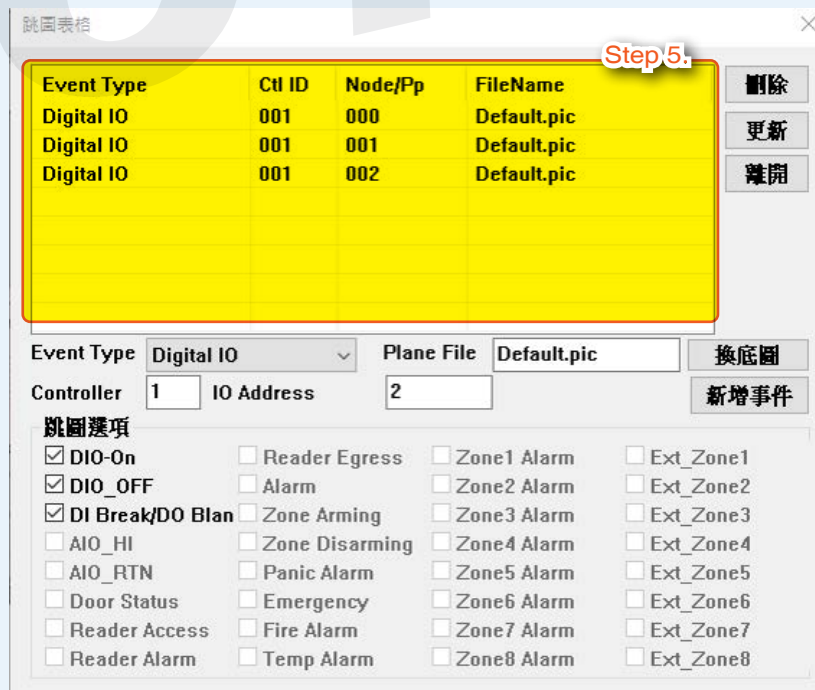 跳圖表格
Step 5.
Event Type Ctl ID Node/Pp FileName
Digital IO 001 000 Default.pic
Digital IO 001 001 Default.pic
Digital IO 001 002 Default.pic
刪除
更新
離開
Event Type Digital IO Plane File Default.pic 換底圖
Controller 1 IO Address 2 新增事件
跳圖選項
DIO-On Reader Egress Zone1 Alarm Ext_Zone1
DIO_OFF Alarm Zone2 Alarm Ext_Zone2
DI Break/DO Blan Zone Arming Zone3 Alarm Ext_Zone3
AIO_HI Zone Disarming Zone4 Alarm Ext_Zone4
AIO_RTN Panic Alarm Zone5 Alarm Ext_Zone5
Door Status Emergency Zone6 Alarm Ext_Zone6
Reader Access Fire Alarm Zone7 Alarm Ext_Zone7
Reader Alarm Temp Alarm Zone8 Alarm Ext_Zone8